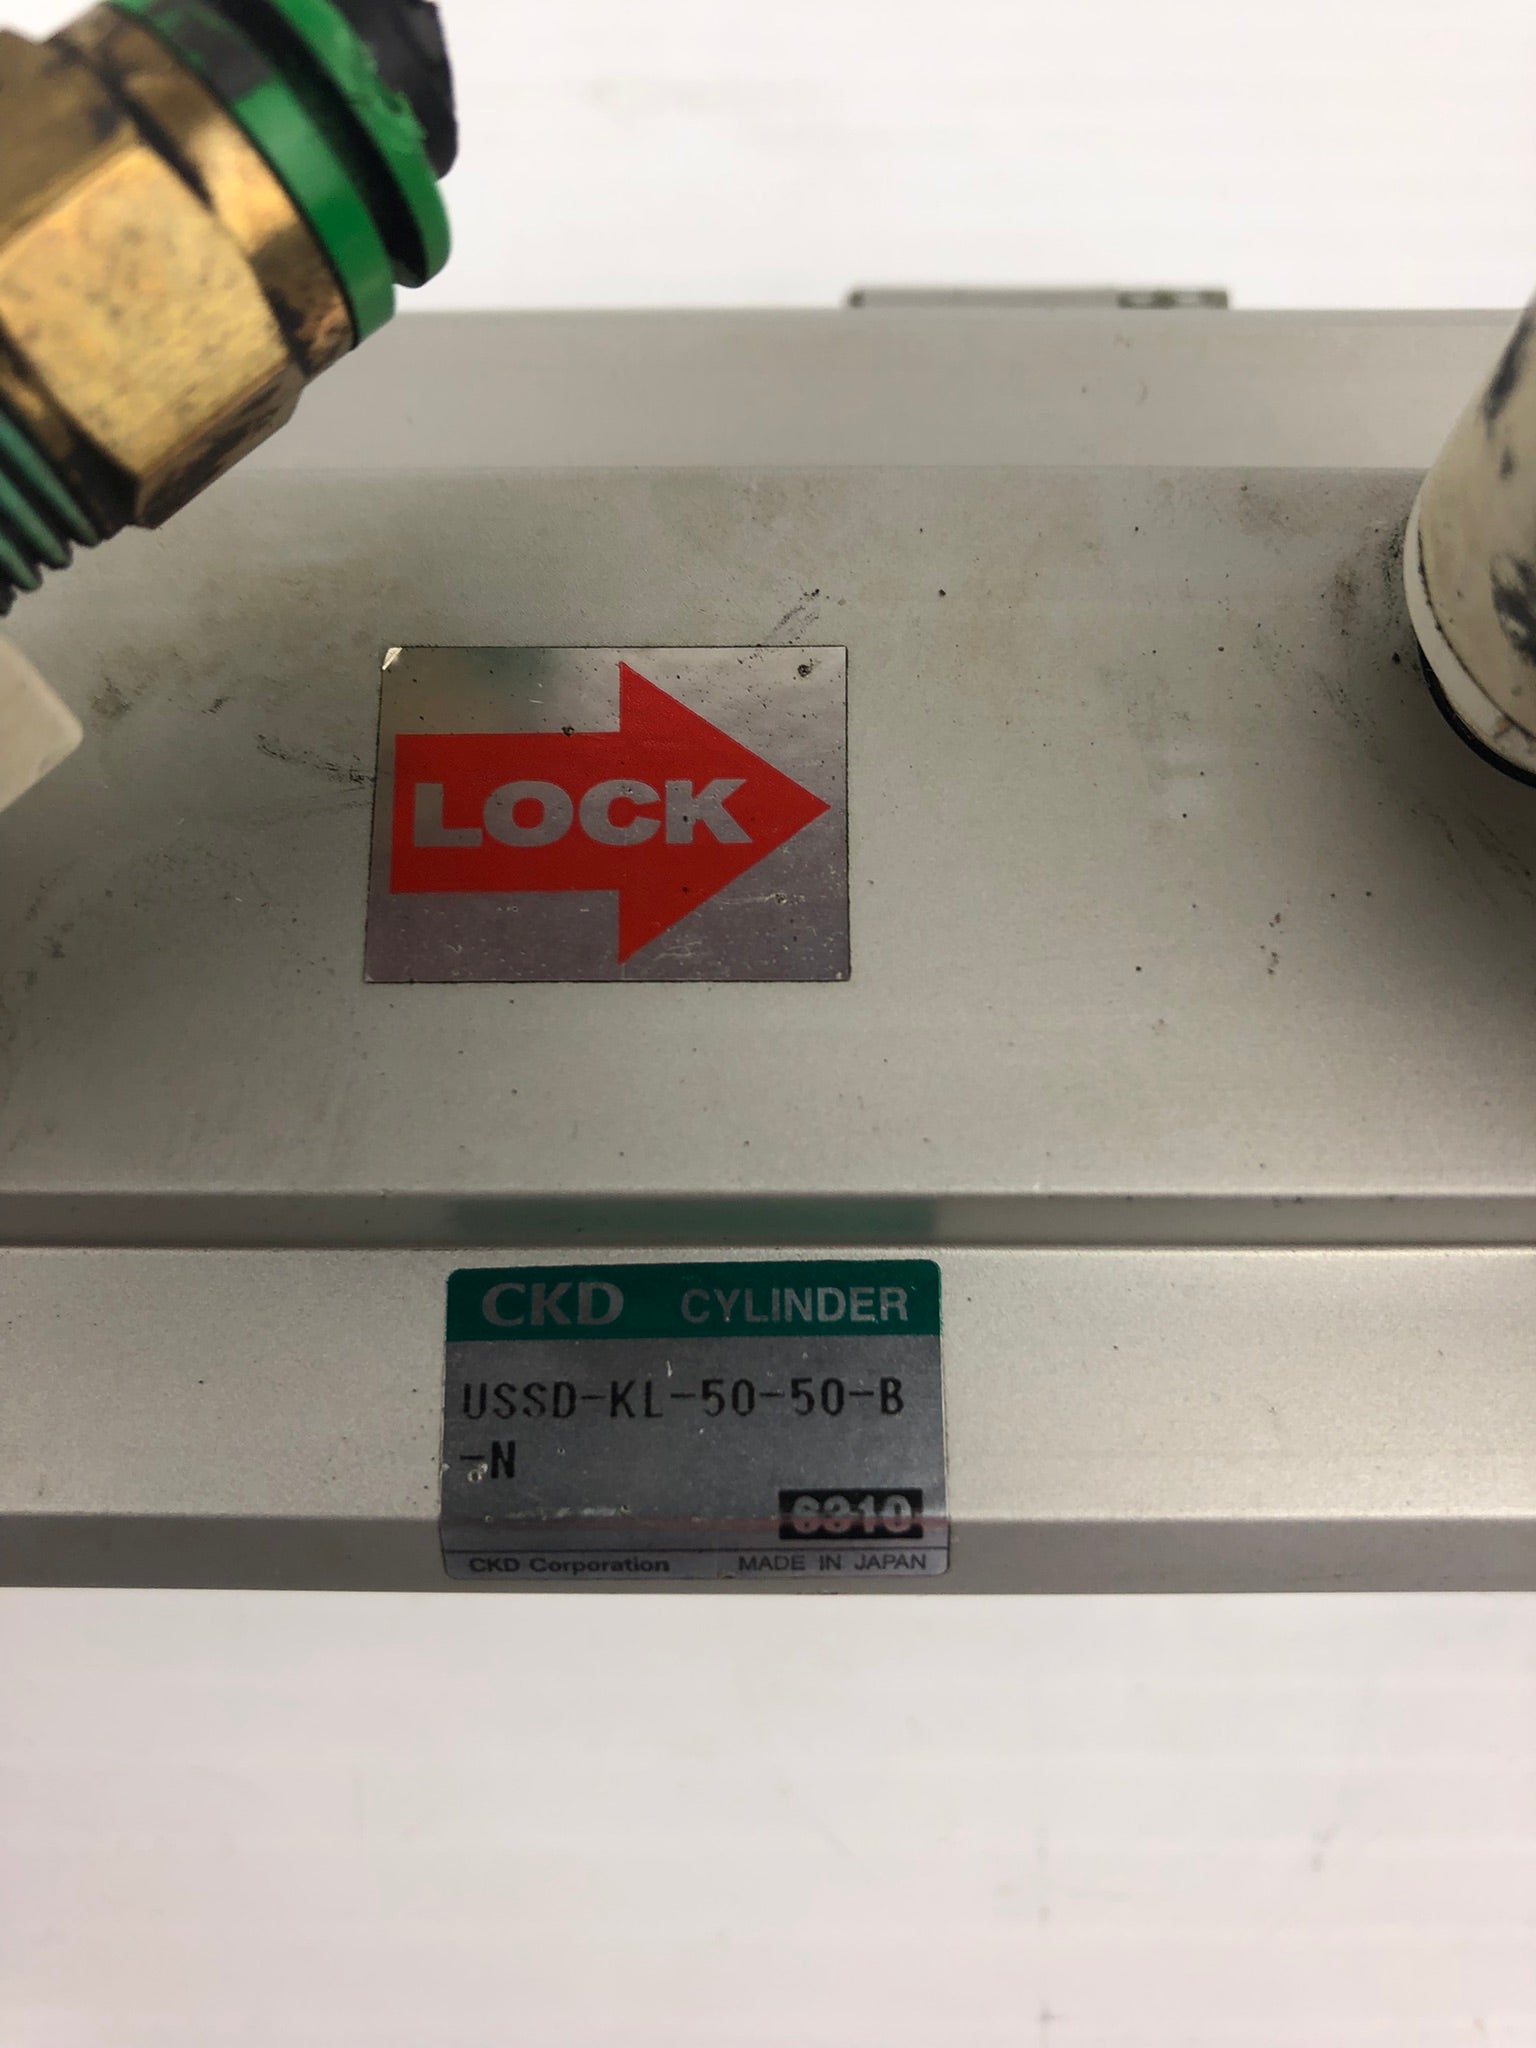 LOCK
CKD CYLINDER
USSD-KL-50-50-B
-N
6310
CKD Corporation MADE IN JAPAN